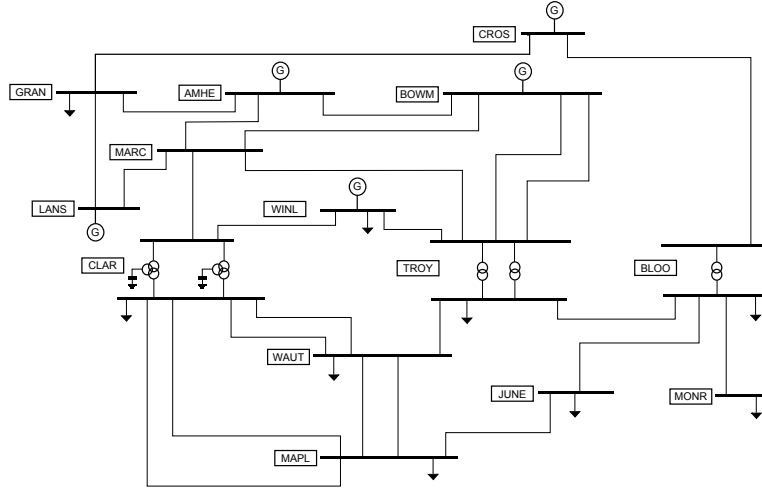 G
CROS
G
G
GRAN
AMHE
BOWM
MARC
G
LANS
WINL
G
CLAR
TROY
BLOO
WAUT
JUNE
MONR
MAPL